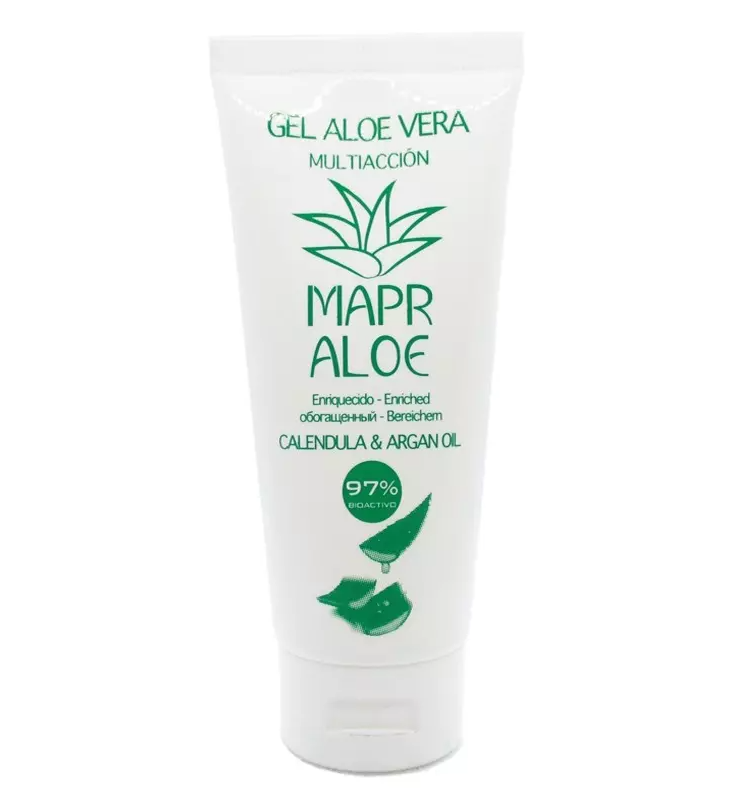 GEL ALOE VERA
MULTIACCIÓN
MAPR
ALOE
Enriquecido - Enriched
обогащенный - Bereichern
CALENDULA & ARGAN OIL
97%
BIOACTIVO